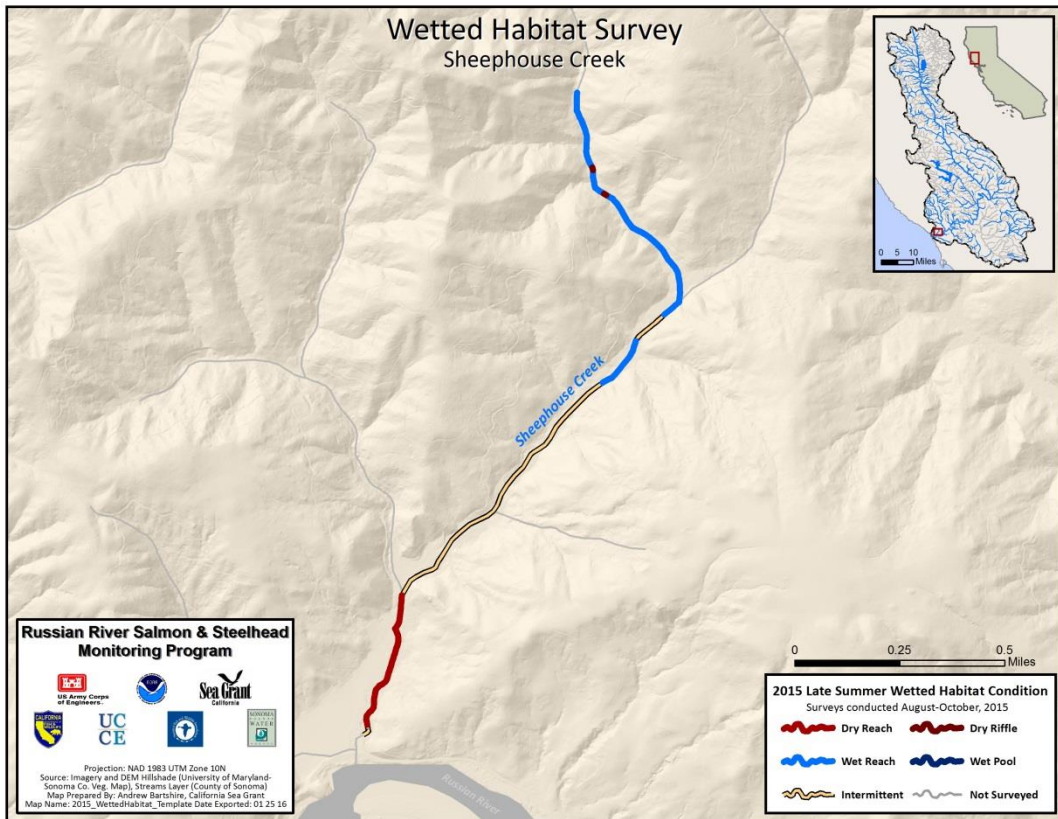 Wetted Habitat Survey
Sheephouse Creek
0 5 10
Miles
Sheephouse Creek
Russian River
Russian River Salmon & Steelhead
Monitoring Program
US Army Corps
of Engineers
Sea Grant
California
CALIFORNIA
UC
CE
SONOMA
COUNTY
WATER
Projection: NAD 1983 UTM Zone 10N
Source: Imagery and DEM Hillshade (University of Maryland-
Sonoma Co. Veg. Map), Streams Layer (County of Sonoma)
Map Prepared By: Andrew Bartshire, California Sea Grant
Map Name: 2015_WettedHabitat_Template Date Exported: 01 25 16
0 0.25 0.5
Miles
2015 Late Summer Wetted Habitat Condition
Surveys conducted August-October, 2015
Dry Reach Dry Riffle
Wet Reach Wet Pool
Intermittent Not Surveyed